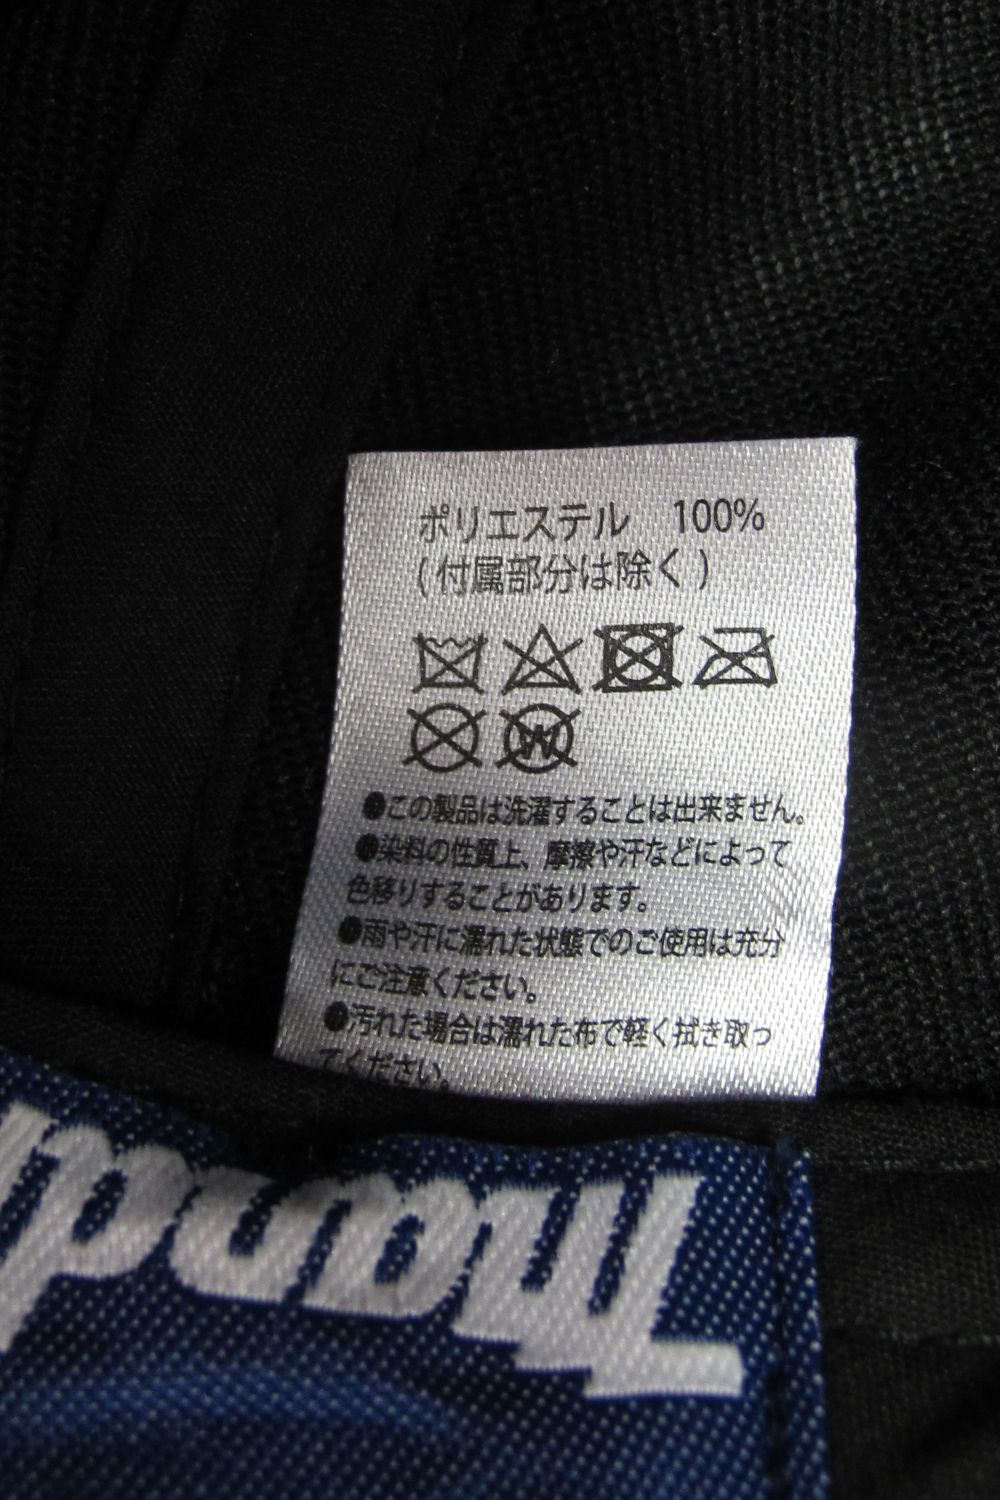 ポリエステル　100%
(付属部分は除く)
W
●この製品は洗濯することは出来ません。
●染料の性質上、摩擦や汗などによって
色移りすることがあります。
●雨や汗に濡れた状態でのご使用は充分
にご注意ください。
●汚れた場合は濡れた布で軽く拭き取っ
てください。